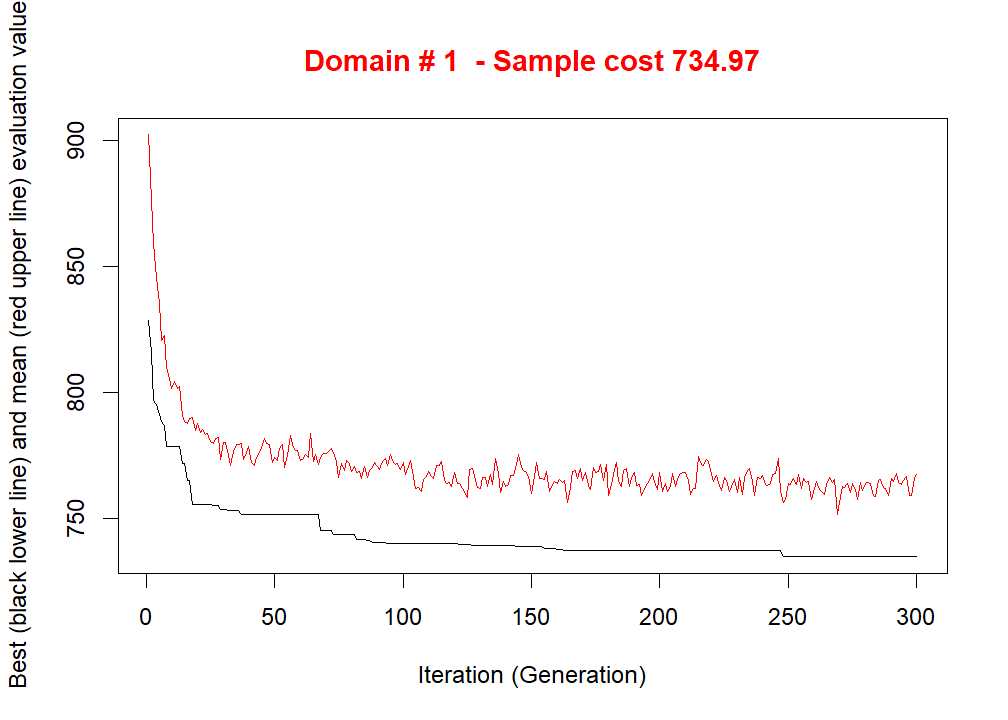 Domain # 1  - Sample cost 734.97
Best (black lower line) and mean (red upper line) evaluation value
900
850
800
750
0 50 100 150 200 250 300
Iteration (Generation)